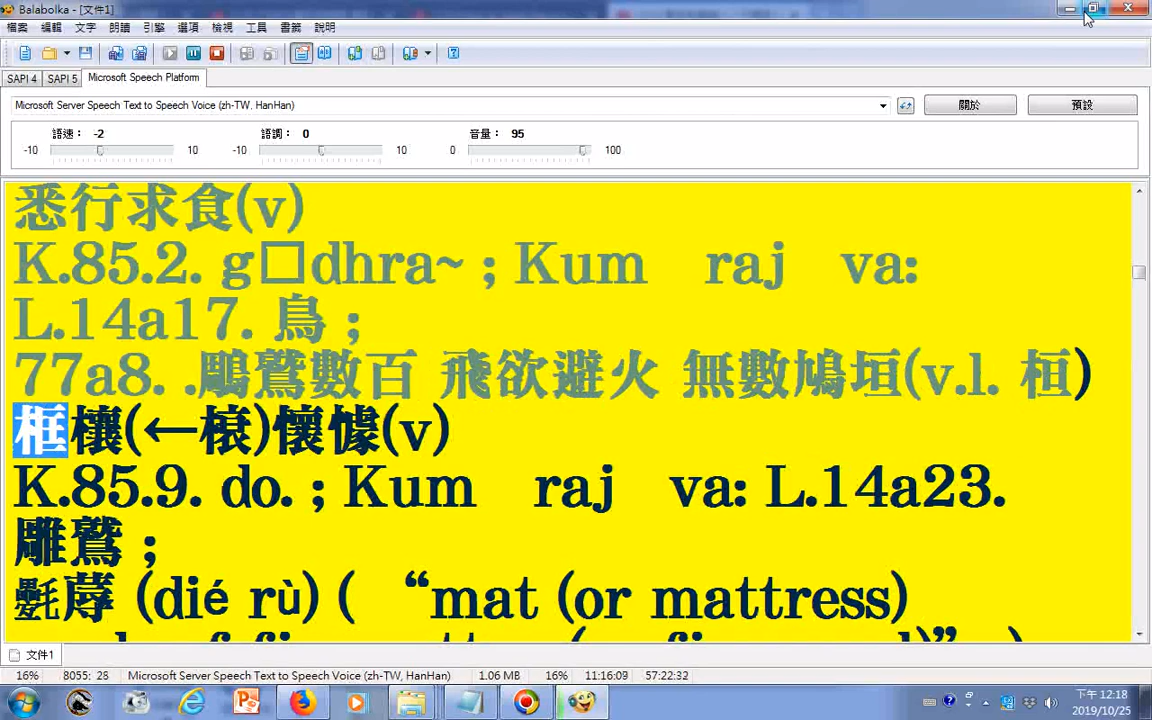 Balabolka - [文件1]
檔案 編輯 文字 朗讀 引擎 選項 檢視 工具 書籤 說明
SAPI 4 SAPI 5 Microsoft Speech Platform
Microsoft Server Speech Text to Speech Voice (zh-TW, HanHan) 關於 預設
語速： -2 語調： 0 音量： 95
-10 10 -10 10 0 100
悉行求食(v)
K.85.2. g□dhra~ ; Kum raj va:
L.14a17. 鳥 ;
77a8. .鵰鷲數百 飛欲避火 無數鳩垣(v.l. 桓)
框欀(←榱)懷懅(v)
K.85.9. do. ; Kum raj va: L.14a23.
雕鷲 ;
氎蓐 (dié rù) ( “mat (or mattress)
文件1
16% 8055: 28 Microsoft Server Speech Text to Speech Voice (zh-TW, HanHan) 1.06 MB 16% 11:16:09 57:22:32
下午 12:18
2019/10/25